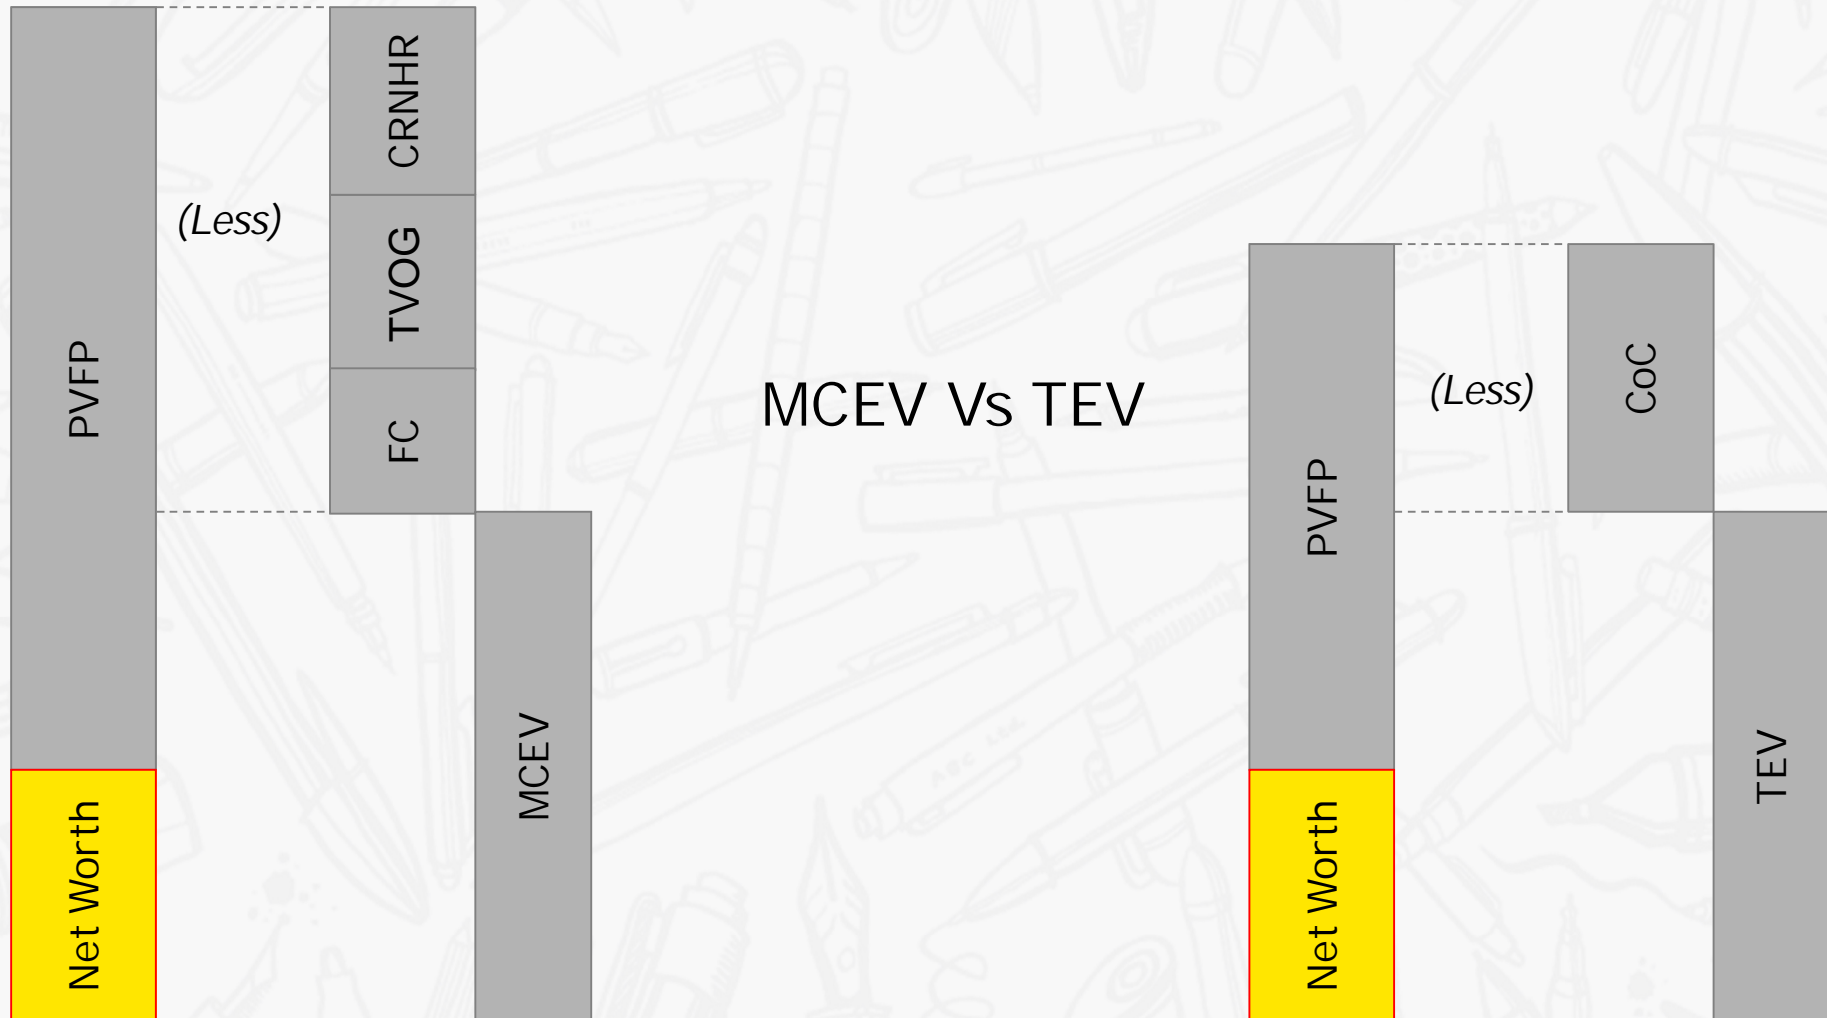 PVFP
Net Worth
(Less)
CRNHR
TVOG
FC
MCEV
MCEV Vs TEV
PVFP
Net Worth
(Less)
CoC
TEV